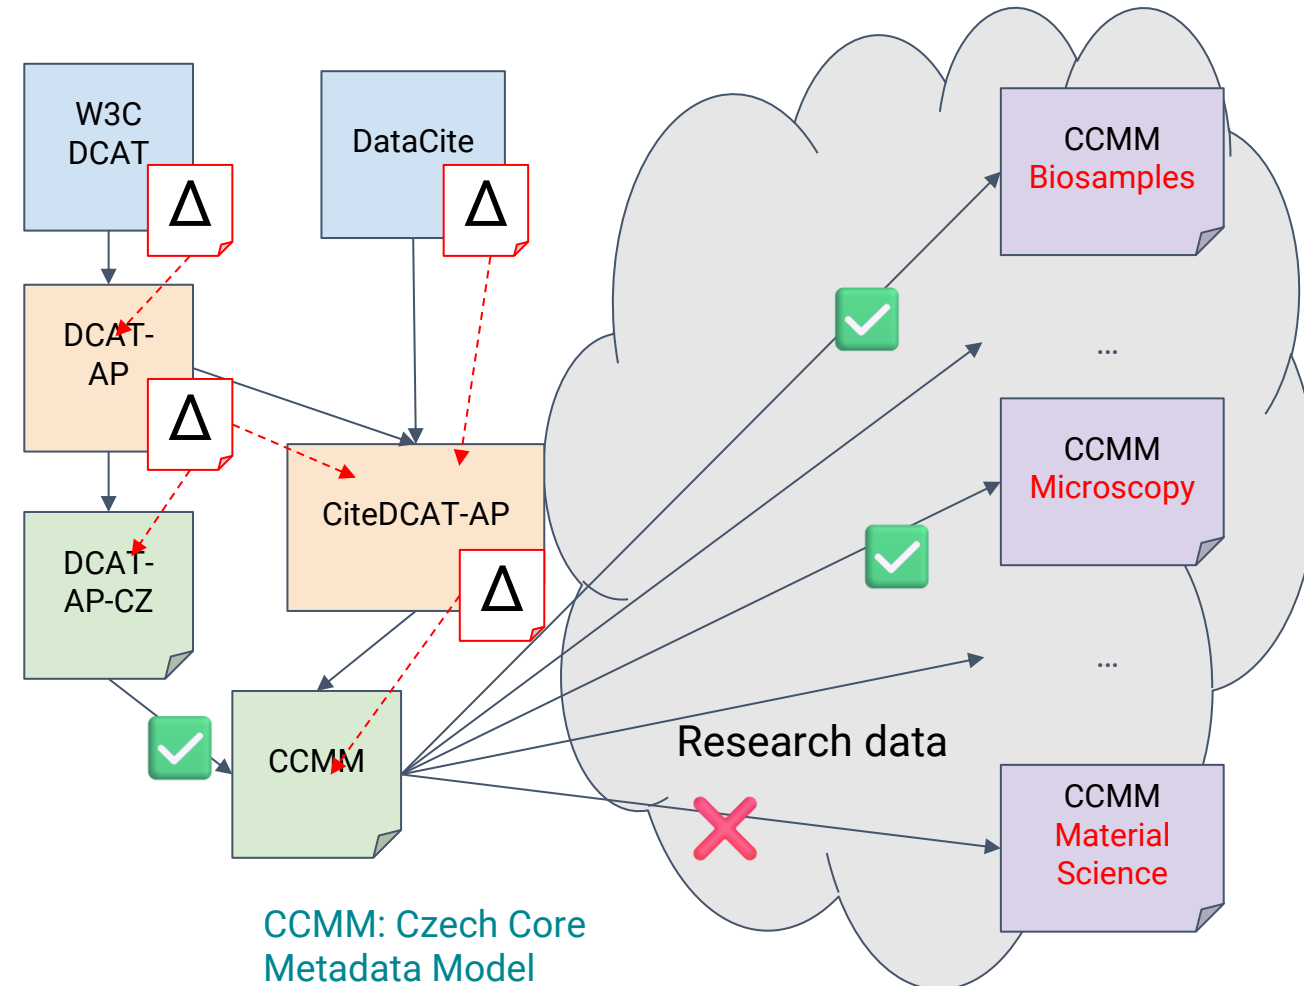 W3C
DCAT
Δ
DataCite
Δ
DCAT-
AP
Δ
DCAT-
AP-CZ
CiteDCAT-AP
Δ
CCMM
CCMM: Czech Core
Metadata Model
Research data
CCMM
Biosamples
...
CCMM
Microscopy
...
CCMM
Material
Science